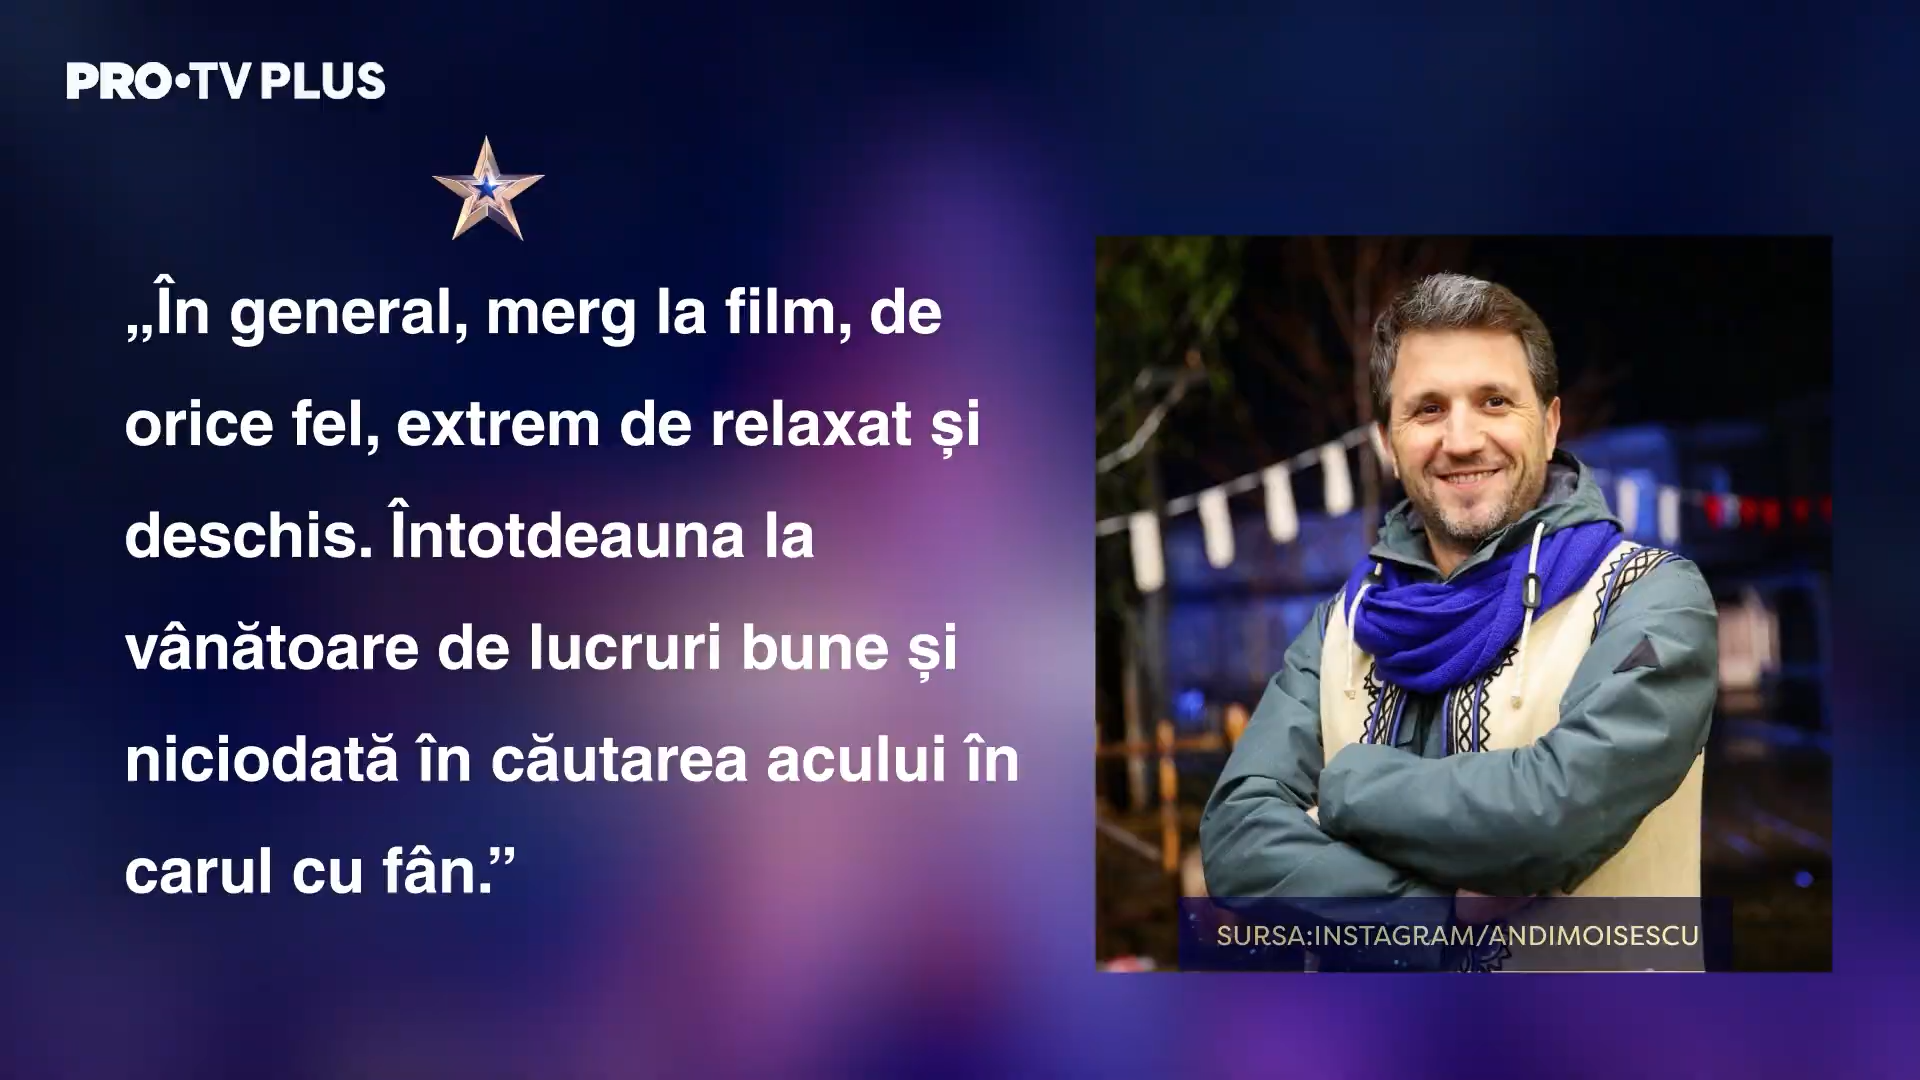 PRO•TV PLUS
„În general, merg la film, de
orice fel, extrem de relaxat și
deschis. Întotdeauna la
vânătoare de lucruri bune și
niciodată în căutarea acului în
carul cu fân.”
SURSA:INSTAGRAM/ANDIMOISESCU